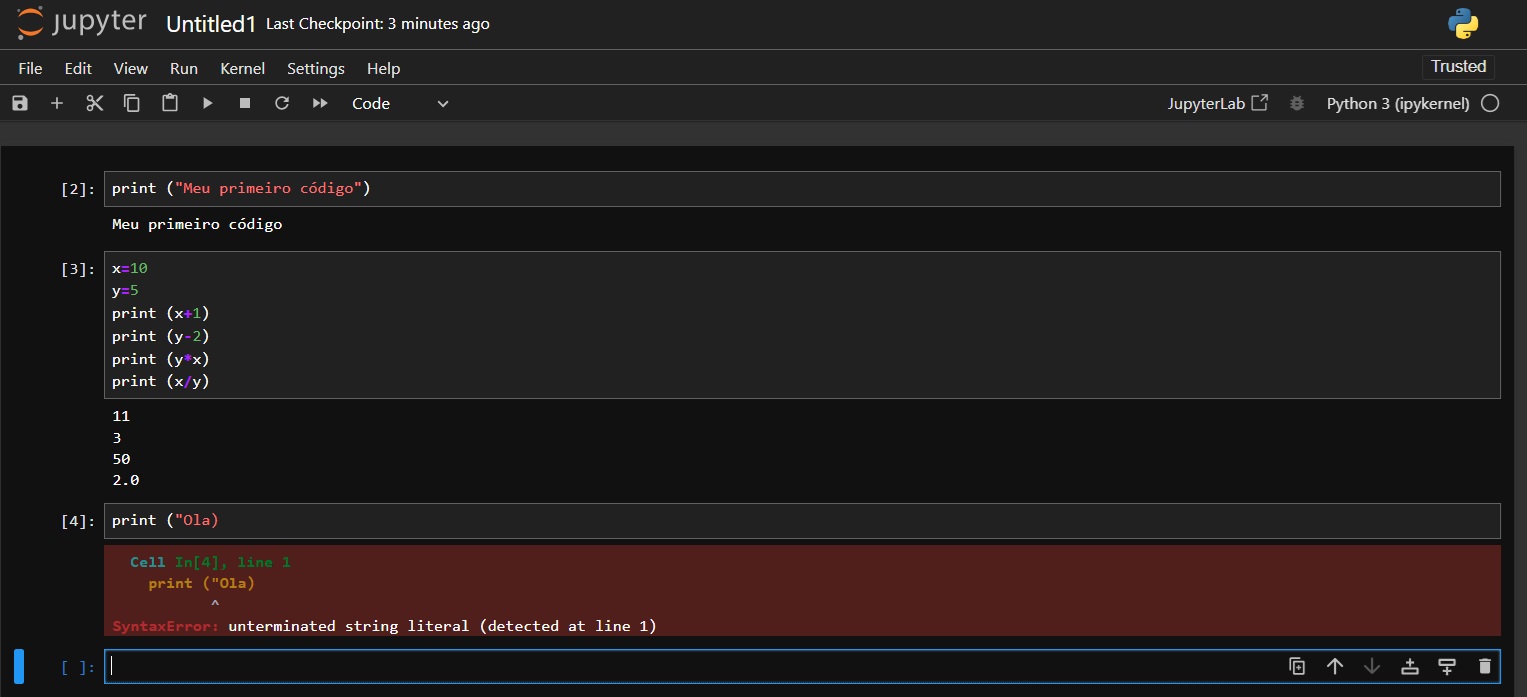 jupyter Untitled1 Last Checkpoint: 3 minutes ago
File Edit View Run Kernel Settings Help Trusted
Code JupyterLab Python 3 (ipykernel)
[2]: print ("Meu primeiro código")
Meu primeiro código
[3]: x=10
y=5
print (x+1)
print (y-2)
print (y*x)
print (x/y)
11
3
50
2.0
[4]: print ("Ola)
Cell In[4], line 1
print ("Ola)
^
SyntaxError: unterminated string literal (detected at line 1)
[ ]: